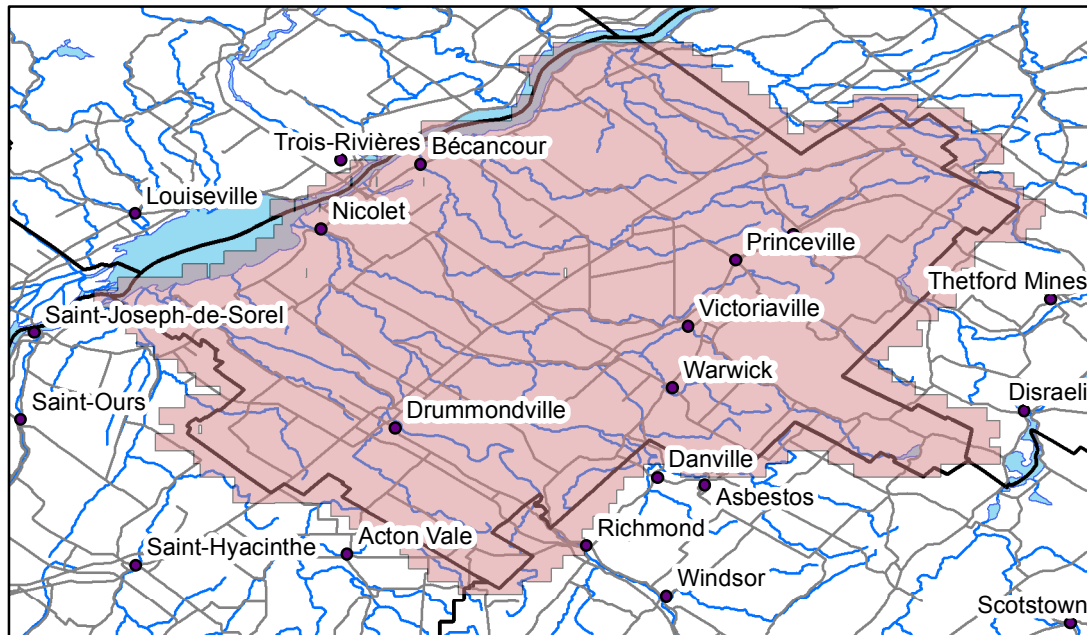 Trois-Rivières
Bécancour
Louiseville
Nicolet
Princeville
Thetford Mines
Saint-Joseph-de-Sorel
Victoriaville
Warwick
Disraeli
Saint-Ours
Drummondville
Danville
Asbestos
Richmond
Acton Vale
Saint-Hyacinthe
Windsor
Scotstown